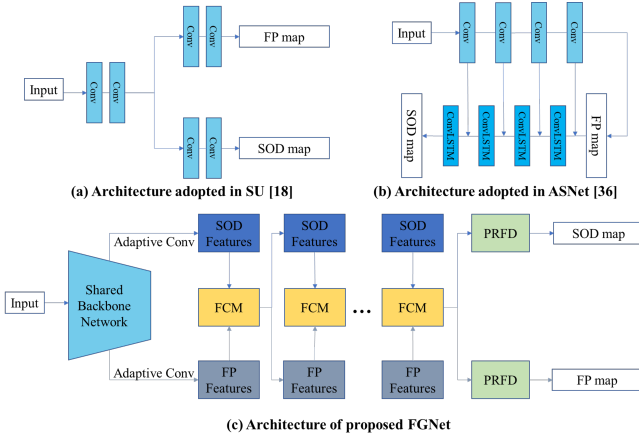 Input
Conv
Conv
Conv
Conv
FP map
Conv
Conv
SOD map
(a) Architecture adopted in SU [18]
Input
Conv
Conv
Conv
Conv
SOD map
ConvLSTM
ConvLSTM
ConvLSTM
ConvLSTM
FP map
(b) Architecture adopted in ASNet [36]
Input
Shared
Backbone
Network
Adaptive Conv
Adaptive Conv
SOD
Features
SOD
Features
SOD
Features
FCM
FCM
...
FCM
FP
Features
FP
Features
FP
Features
PRFD
SOD map
PRFD
FP map
(c) Architecture of proposed FGNet